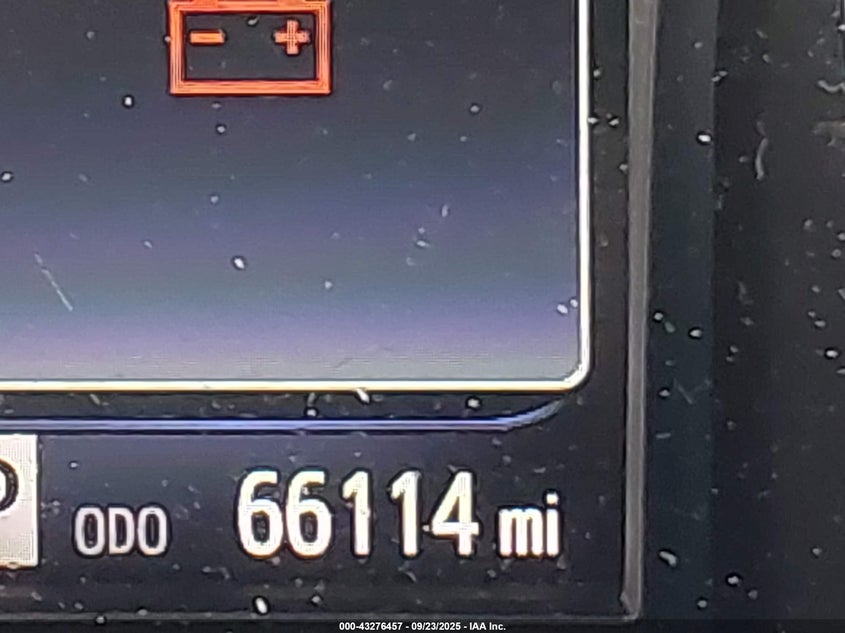 - +
P
ODO 66114 mi
000-43276457 - 09/23/2025 - IAA Inc.